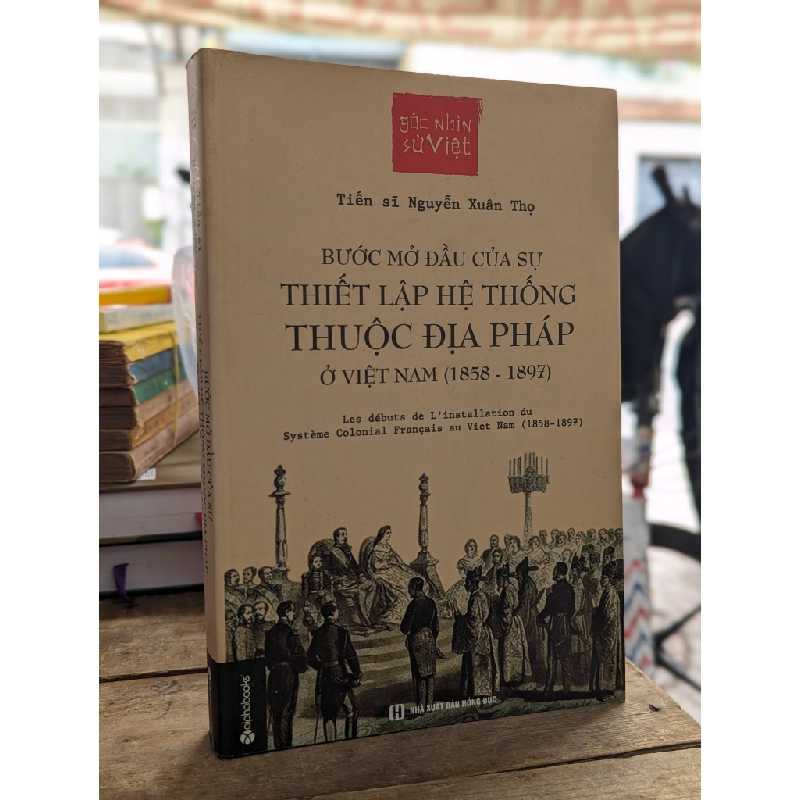 góc nhìn
sử Việt
Tiến sĩ Nguyễn Xuân Thọ
BƯỚC MỞ ĐẦU CỦA SỰ
THIẾT LẬP HỆ THỐNG
THUỘC ĐỊA PHÁP
Ở VIỆT NAM (1858 - 1897)
Les débuts de L'installation du
Système Colonial Français au Viet Nam (1858-1897)
alphabooks
H NHÀ XUẤT BẢN HỒNG ĐỨC